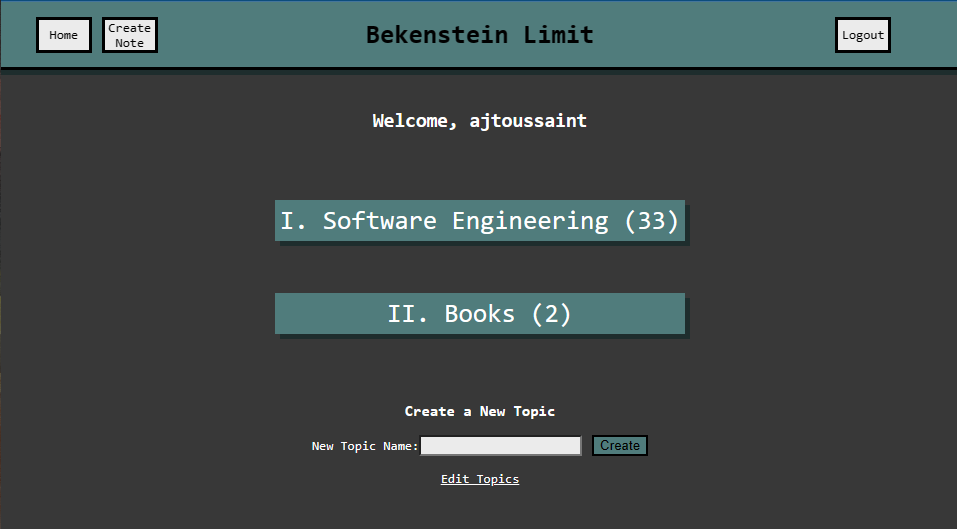 Home
Create
Note
Bekenstein Limit
Logout
Welcome, ajtoussaint
I. Software Engineering (33)
II. Books (2)
Create a New Topic
New Topic Name:
Create
Edit Topics